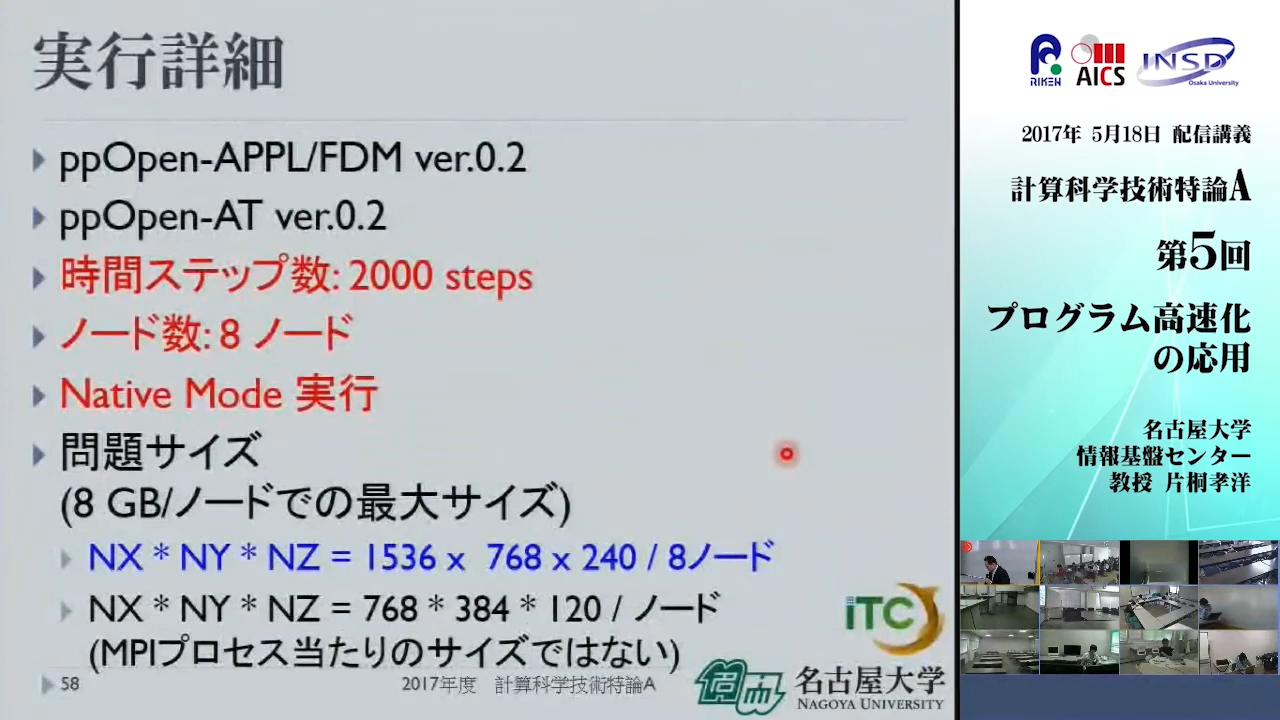 実行詳細
ppOpen-APPL/FDM ver.0.2
ppOpen-AT ver.0.2
時間ステップ数: 2000 steps
ノード数: 8 ノード
Native Mode 実行
問題サイズ
(8 GB/ノードでの最大サイズ)
NX * NY * NZ = 1536 x 768 x 240 / 8ノード
NX * NY * NZ = 768 * 384 * 120 / ノード
(MPIプロセス当たりのサイズではない)
58
2017年度 計算科学技術特論A
ITC
名古屋大学
NAGOYA UNIVERSITY
RIKEN
AICS
INSD
Osaka University
2017年 5月18日 配信講義
計算科学技術特論A
第5回
プログラム高速化
の応用
名古屋大学
情報基盤センター
教授 片桐孝洋